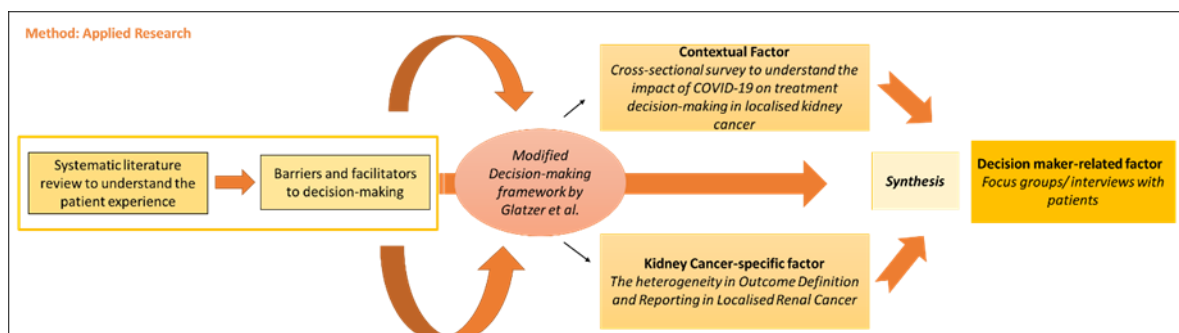 Method: Applied Research
Systematic literature
review to understand the
patient experience
Barriers and facilitators
to decision-making
Modified
Decision-making
framework by
Glatzer et al.
Contextual Factor
Cross-sectional survey to understand the
impact of COVID-19 on treatment
decision-making in localised kidney
cancer
Kidney Cancer-specific factor
The heterogeneity in Outcome Definition
and Reporting in Localised Renal Cancer
Synthesis
Decision maker-related factor
Focus groups/ interviews with
patients